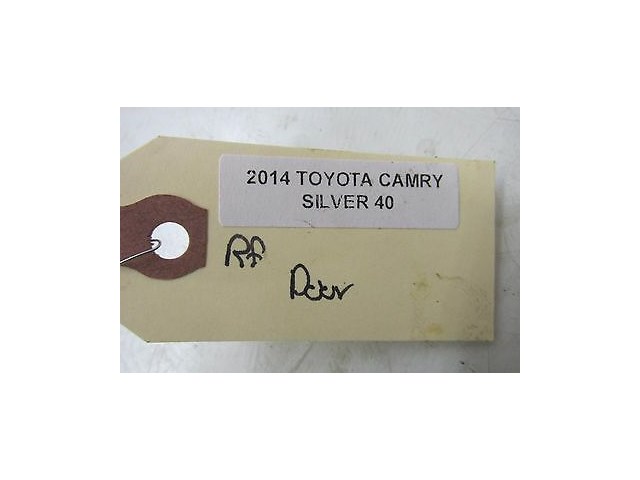 2014 TOYOTA CAMRY
SILVER 40
Rf
Door